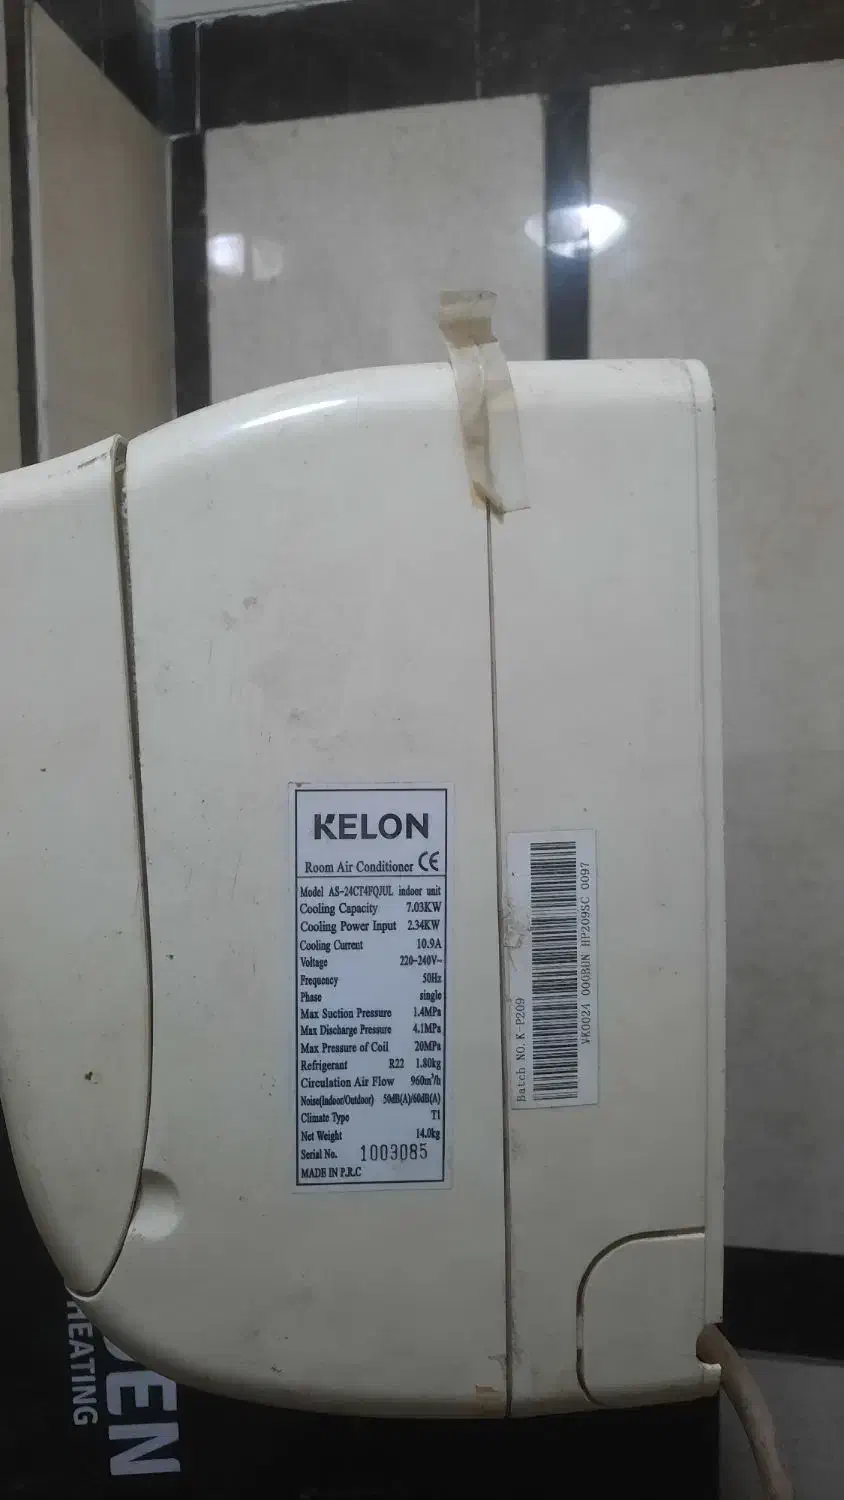 KELON
Room Air Conditioner CE
Model AS-24CT4FQJUL indoor unit
Cooling Capacity 7.03KW
Cooling Power Input 2.34KW
Cooling Current 10.9A
Voltage 220-240V~
Frequency 50Hz
Phase single
Max Suction Pressure 1.4MPa
Max Discharge Pressure 4.1MPa
Max Pressure of Coil 20MPa
Refrigerant R22 1.80kg
Circulation Air Flow 960m³/h
Noise(Indoor/Outdoor) 50dB(A)/60dB(A)
Climate Type T1
Net Weight 14.0kg
Serial No. 1003085
MADE IN P.R.C
Batch NO. K-P209
HP209SC 0097
HEATING